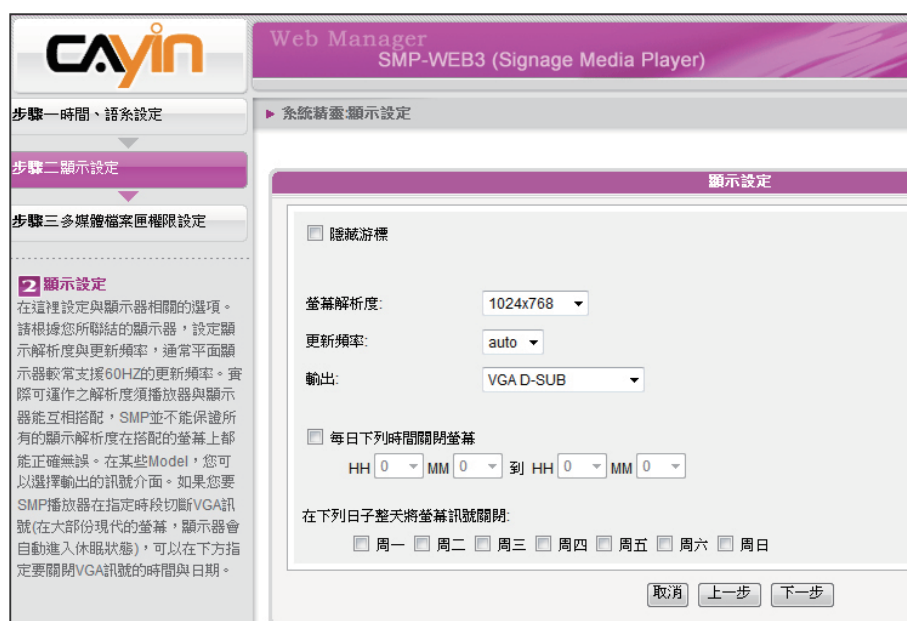 CAYIN
Web Manager
SMP-WEB3 (Signage Media Player)
步驟一時間、語系設定
步驟二顯示設定
步驟三多媒體檔案匣權限設定
2 顯示設定
在這裡設定與顯示器相關的選項。
請根據您所聯結的顯示器，設定顯
示解析度與更新頻率，通常平面顯
示器較常支援60HZ的更新頻率。實
際可運作之解析度須播放器與顯示
器能互相搭配，SMP並不能保證所
有的顯示解析度在搭配的螢幕上都
能正確無誤。在某些Model，您可
以選擇輸出的訊號介面。如果您要
SMP播放器在指定時段切斷VGA訊
號(在大部份現代的螢幕，顯示器會
自動進入休眠狀態)，可以在下方指
定要關閉VGA訊號的時間與日期。
系統精靈:顯示設定
顯示設定
隱藏游標
螢幕解析度: 1024x768
更新頻率: auto
輸出: VGA D-SUB
每日下列時間關閉螢幕
HH 0 MM 0 到 HH 0 MM 0
在下列日子整天將螢幕訊號關閉:
周一 周二 周三 周四 周五 周六 周日
取消 上一步 下一步